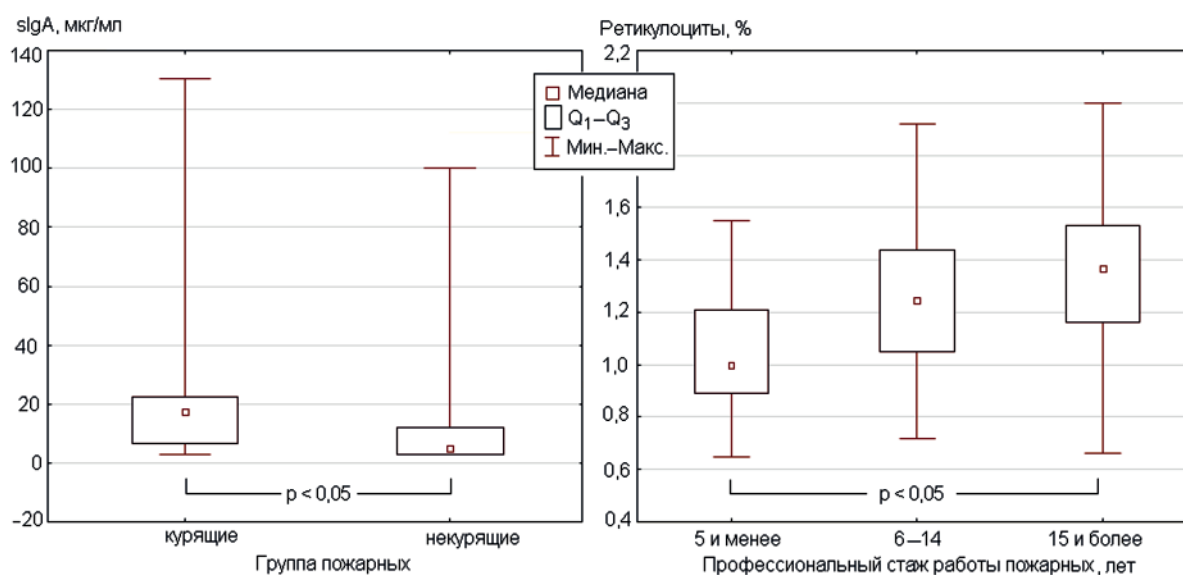 sIgA, мкг/мл
140
120
100
80
60
40
20
0
–20
p < 0,05
курящие некурящие
Группа пожарных
Медиана
Q1–Q3
Мин.–Макс.
Ретикулоциты, %
2,2
1,6
1,4
1,2
1,0
0,8
0,6
0,4
p < 0,05
5 и менее 6–14 15 и более
Профессиональный стаж работы пожарных, лет